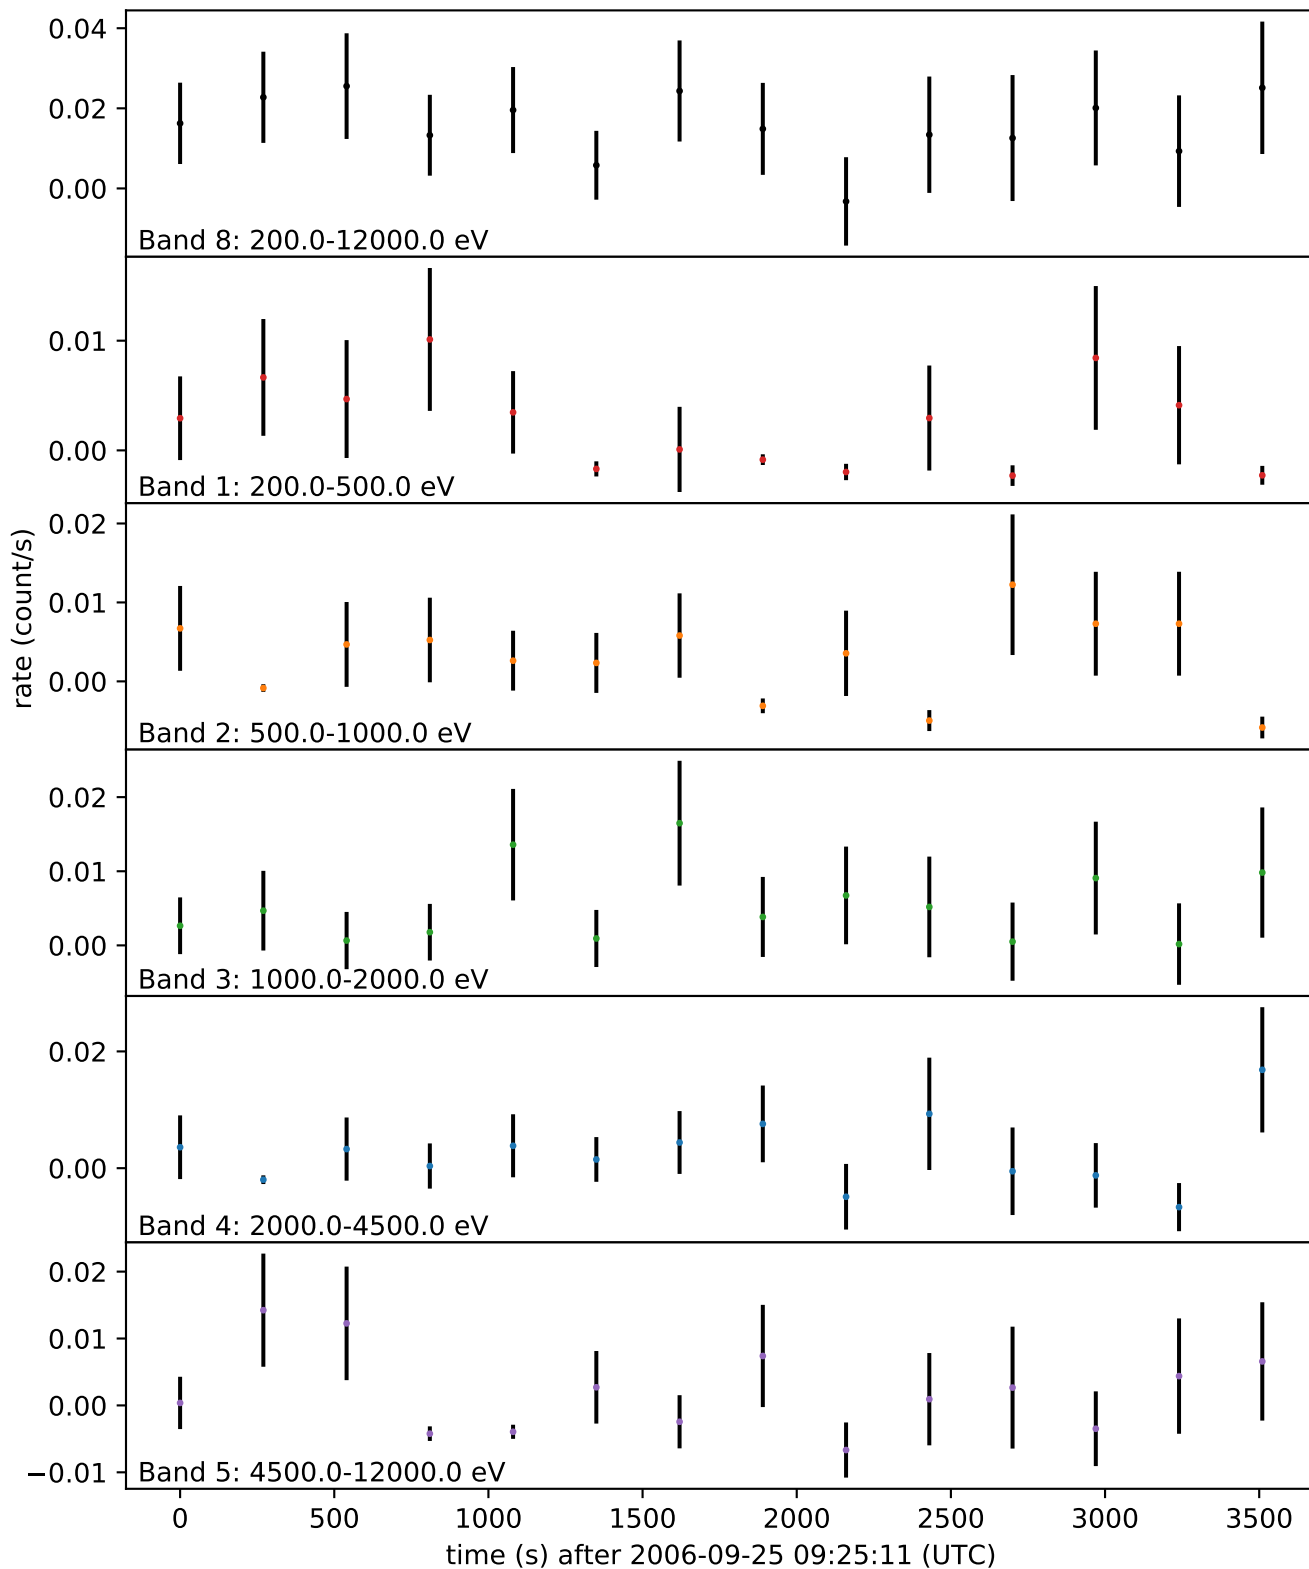 0.04
0.02
0.00
Band 8: 200.0-12000.0 eV
0.01
0.00
Band 1: 200.0-500.0 eV
0.02
0.01
0.00
Band 2: 500.0-1000.0 eV
rate (count/s)
0.02
0.01
0.00
Band 3: 1000.0-2000.0 eV
0.02
0.00
Band 4: 2000.0-4500.0 eV
0.02
0.01
0.00
−0.01
Band 5: 4500.0-12000.0 eV
0 500 1000 1500 2000 2500 3000 3500
time (s) after 2006-09-25 09:25:11 (UTC)